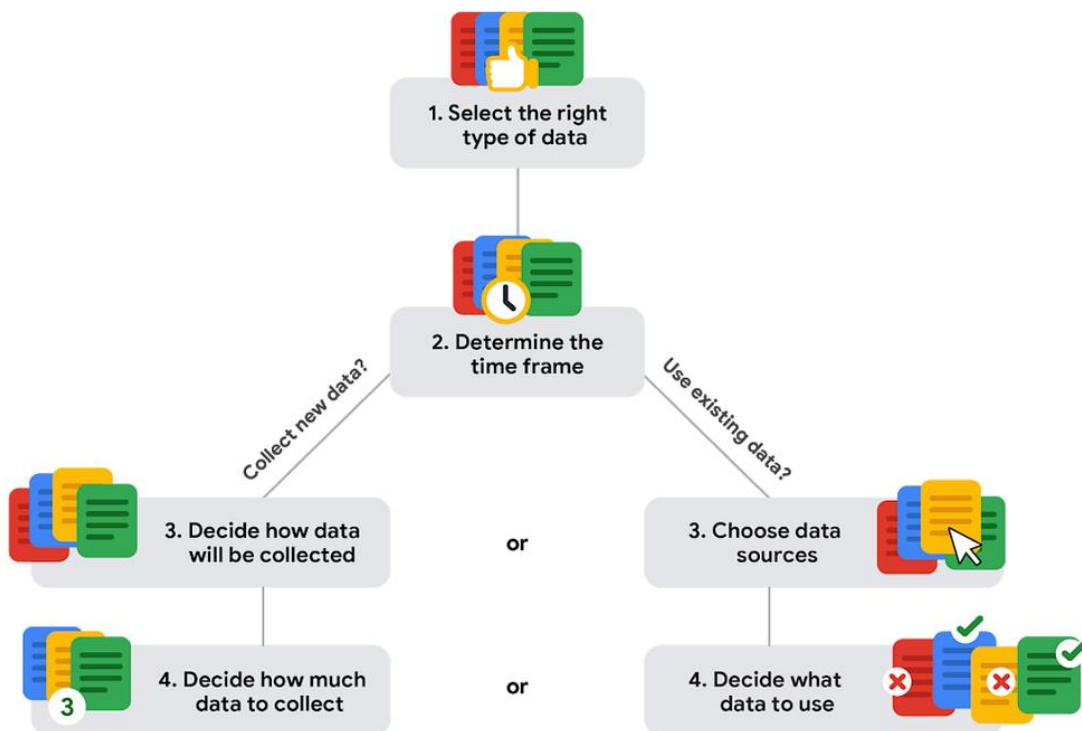 1. Select the right
type of data
2. Determine the
time frame
Collect new data?
Use existing data?
3. Decide how data
will be collected
or
3. Choose data
sources
4. Decide how much
data to collect
3
or
4. Decide what
data to use